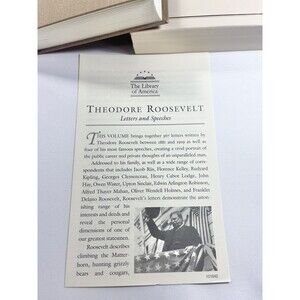 The Library
of America
THEODORE ROOSEVELT
Letters and Speeches
THIS VOLUME brings together 367 letters written by
Theodore Roosevelt between 1881 and 1919 as well as
four of his most famous speeches, creating a vivid portrait of
the public career and private thoughts of an unparalleled man.
Addressed to his family, as well as a wide range of corre-
spondents that includes Jacob Riis, Florence Kelley, Rudyard
Kipling, Georges Clemenceau, Henry Cabot Lodge, John
Hay, Owen Wister, Upton Sinclair, Edwin Arlington Robinson,
Alfred Thayer Mahan, Oliver Wendell Holmes, and Franklin
Delano Roosevelt, Roosevelt's letters demonstrate the aston-
ishing range of his
interests and deeds and
reveal the personal
dimensions of one of
our greatest statesmen.
Roosevelt describes
climbing the Matter-
horn, hunting grizzly
bears and cougars,